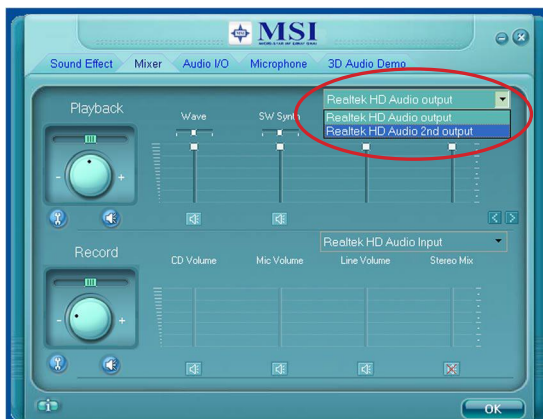 MSI
Sound Effect Mixer Audio I/O Microphone 3D Audio Demo
Realtek HD Audio output
Playback
Wave SW Synth
Realtek HD Audio output
Realtek HD Audio 2nd output
- +
Realtek HD Audio Input
Record
CD Volume Mic Volume Line Volume Stereo Mix
- +
OK